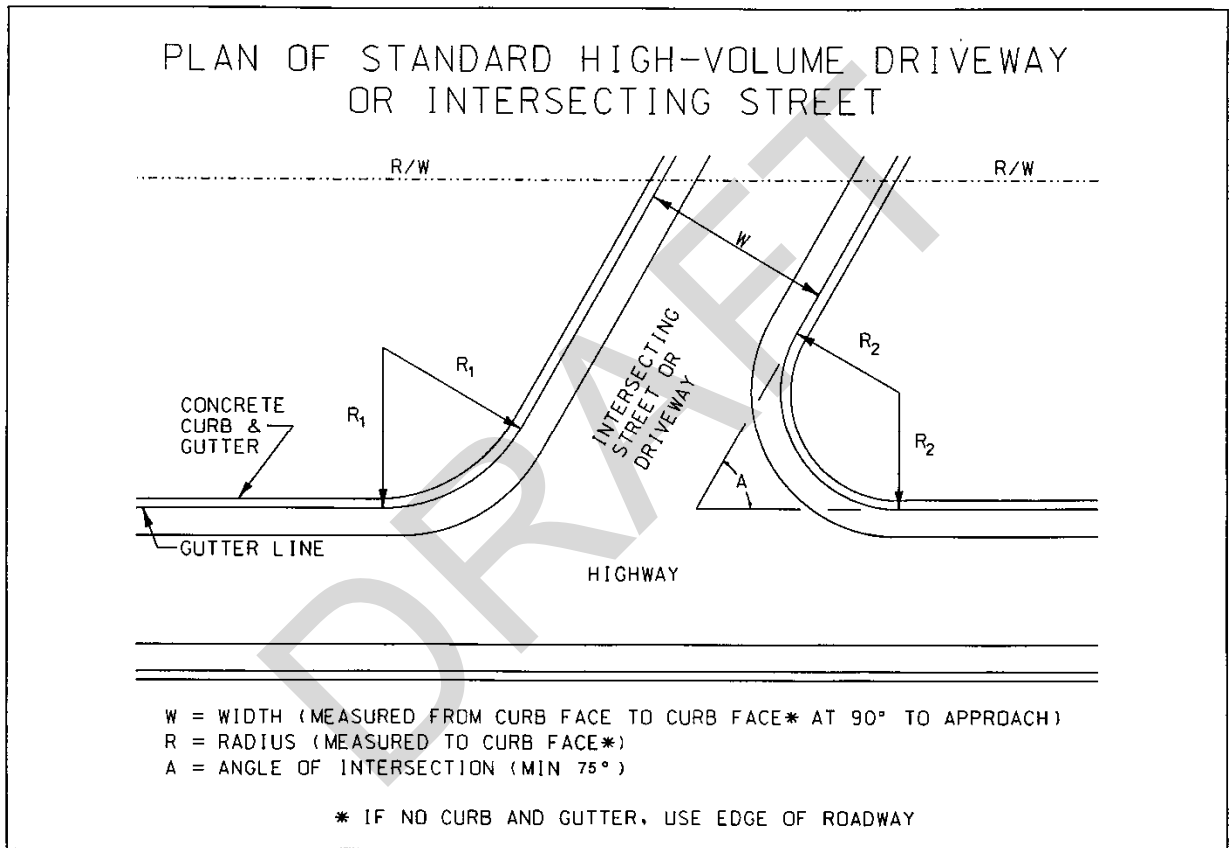 PLAN OF STANDARD HIGH-VOLUME DRIVEWAY
OR INTERSECTING STREET
R/W
R/W
W
INTERSECTING
STREET OR
DRIVEWAY
R₁
R₁
R₂
R₂
CONCRETE
CURB &
GUTTER
A
GUTTER LINE
HIGHWAY
W = WIDTH (MEASURED FROM CURB FACE TO CURB FACE* AT 90° TO APPROACH)
R = RADIUS (MEASURED TO CURB FACE*)
A = ANGLE OF INTERSECTION (MIN 75°)
* IF NO CURB AND GUTTER, USE EDGE OF ROADWAY
DRAFT